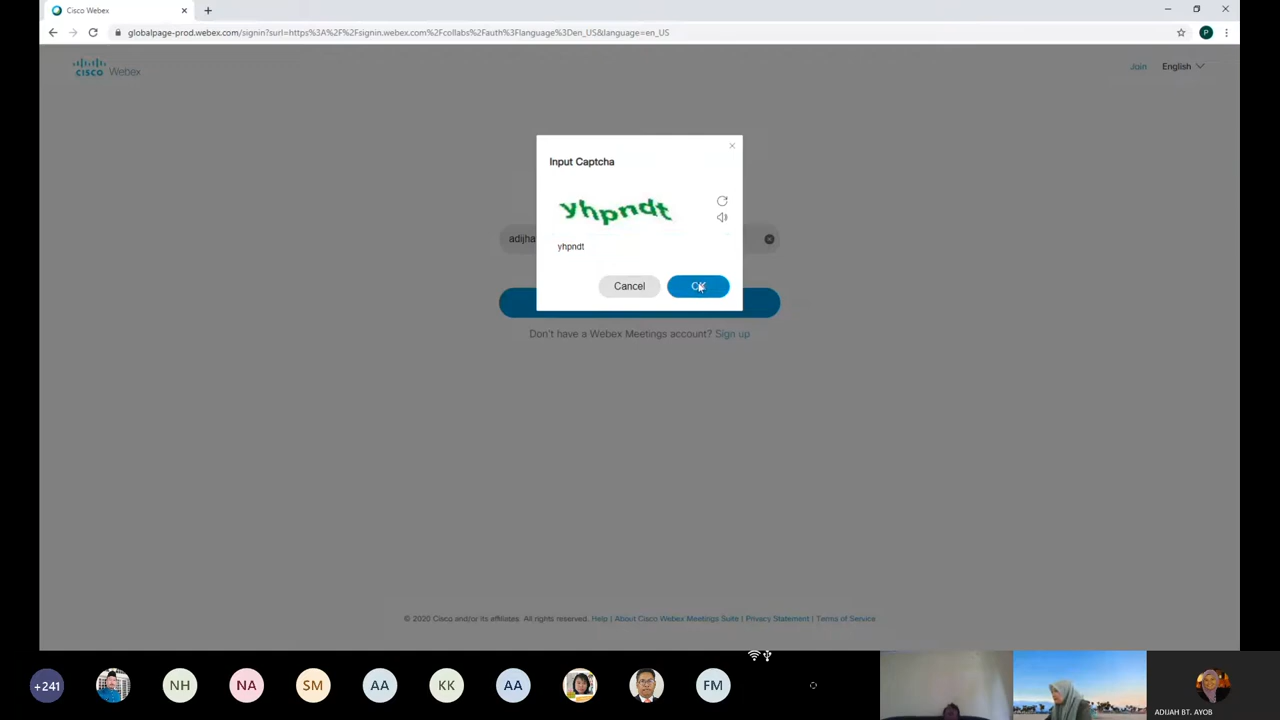 Cisco Webex
globalpage-prod.webex.com/signin?surl=https%3A%2F%2Fsignin.webex.com%2Fcollabs%2Fauth%3Flanguage%3Den_US&language=en_US
P
cisco Webex
Join English
Input Captcha
yhpndt
adijha
yhpndt
Cancel OK
Don't have a Webex Meetings account? Sign up
© 2020 Cisco and/or its affiliates. All rights reserved. Help | About Cisco Webex Meetings Suite | Privacy Statement | Terms of Service
+241 NH NA SM AA KK AA FM
ADIJAH BT. AYOB